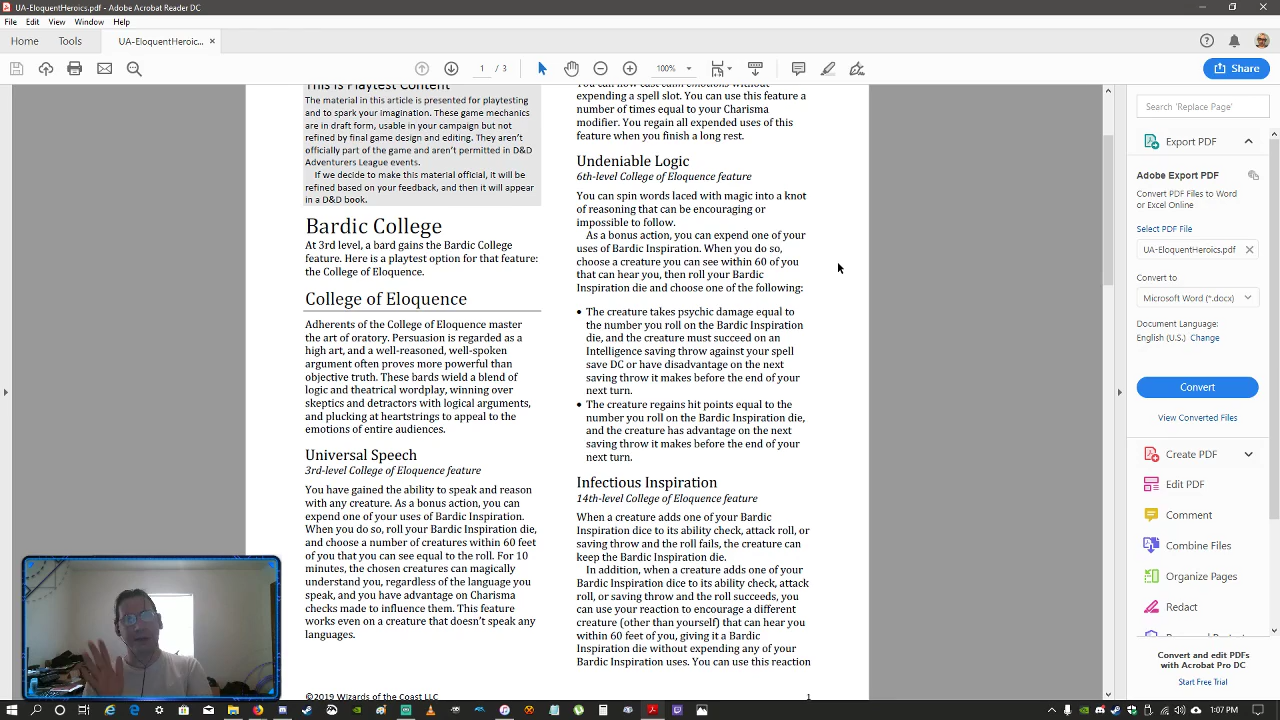 UA-EloquentHeroics.pdf - Adobe Acrobat Reader DC
File Edit View Window Help
Home Tools UA-EloquentHeroic... ×
1 / 3 100% Share
This is Playtest Content
The material in this article is presented for playtesting
and to spark your imagination. These game mechanics
are in draft form, usable in your campaign but not
refined by final game design and editing. They aren't
officially part of the game and aren't permitted in D&D
Adventurers League events.
If we decide to make this material official, it will be
refined based on your feedback, and then it will appear
in a D&D book.
Bardic College
At 3rd level, a bard gains the Bardic College
feature. Here is a playtest option for that feature:
the College of Eloquence.
College of Eloquence
Adherents of the College of Eloquence master
the art of oratory. Persuasion is regarded as a
high art, and a well-reasoned, well-spoken
argument often proves more powerful than
objective truth. These bards wield a blend of
logic and theatrical wordplay, winning over
skeptics and detractors with logical arguments,
and plucking at heartstrings to appeal to the
emotions of entire audiences.
Universal Speech
3rd-level College of Eloquence feature
You have gained the ability to speak and reason
with any creature. As a bonus action, you can
expend one of your uses of Bardic Inspiration.
When you do so, roll your Bardic Inspiration die,
and choose a number of creatures within 60 feet
of you that you can see equal to the roll. For 10
minutes, the chosen creatures can magically
understand you, regardless of the language you
speak, and you have advantage on Charisma
checks made to influence them. This feature
works even on a creature that doesn't speak any
languages.
©2019 Wizards of the Coast LLC
You can now cast calm emotions without
expending a spell slot. You can use this feature a
number of times equal to your Charisma
modifier. You regain all expended uses of this
feature when you finish a long rest.
Undeniable Logic
6th-level College of Eloquence feature
You can spin words laced with magic into a knot
of reasoning that can be encouraging or
impossible to follow.
As a bonus action, you can expend one of your
uses of Bardic Inspiration. When you do so,
choose a creature you can see within 60 of you
that can hear you, then roll your Bardic
Inspiration die and choose one of the following:
• The creature takes psychic damage equal to
the number you roll on the Bardic Inspiration
die, and the creature must succeed on an
Intelligence saving throw against your spell
save DC or have disadvantage on the next
saving throw it makes before the end of your
next turn.
• The creature regains hit points equal to the
number you roll on the Bardic Inspiration die,
and the creature has advantage on the next
saving throw it makes before the end of your
next turn.
Infectious Inspiration
14th-level College of Eloquence feature
When a creature adds one of your Bardic
Inspiration dice to its ability check, attack roll, or
saving throw and the roll fails, the creature can
keep the Bardic Inspiration die.
In addition, when a creature adds one of your
Bardic Inspiration dice to its ability check, attack
roll, or saving throw and the roll succeeds, you
can use your reaction to encourage a different
creature (other than yourself) that can hear you
within 60 feet of you, giving it a Bardic
Inspiration die without expending any of your
Bardic Inspiration uses. You can use this reaction
1
Search 'Replace Page'
Export PDF
Adobe Export PDF
Convert PDF Files to Word
or Excel Online
Select PDF File
UA-EloquentHeroics.pdf ×
Convert to
Microsoft Word (*.docx)
Document Language:
English (U.S.) Change
Convert
View Converted Files
Create PDF
Edit PDF
Comment
Combine Files
Organize Pages
Redact
Convert and edit PDFs
with Acrobat Pro DC
Start Free Trial
1:07 PM